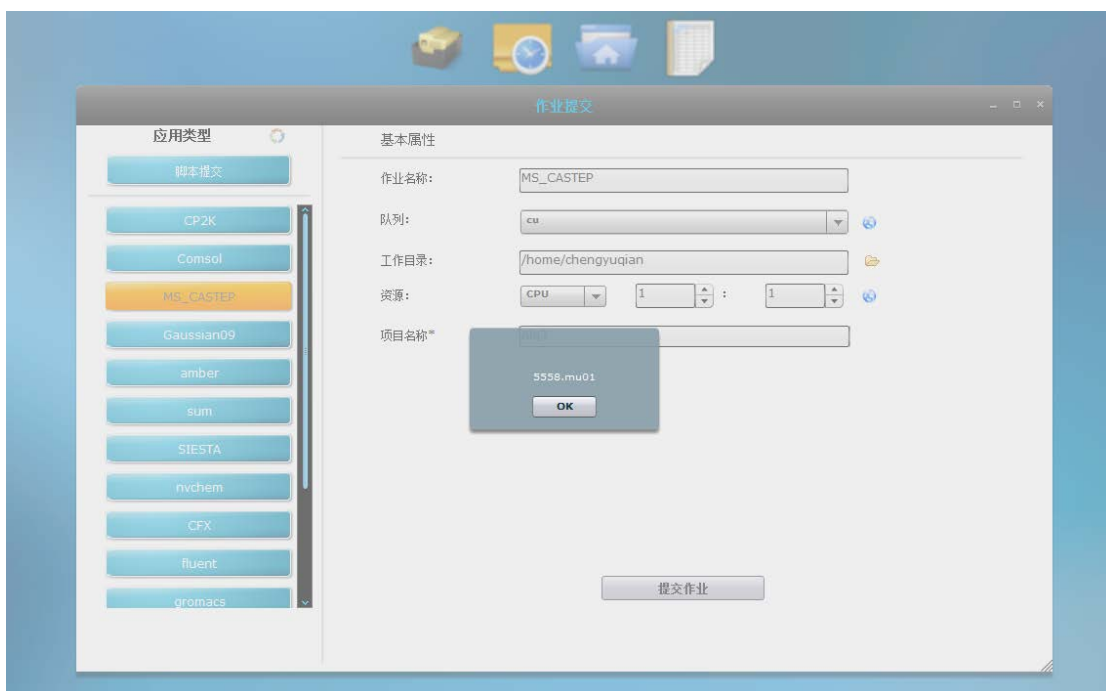 作业提交
应用类型
脚本提交
CP2K
Comsol
MS_CASTEP
Gaussian09
amber
sum
SIESTA
nvchem
CFX
fluent
gromacs
基本属性
作业名称: MS_CASTEP
队列: cu
工作目录: /home/chengyuqian
资源: CPU 1 : 1
项目名称*
5558.mu01
OK
提交作业